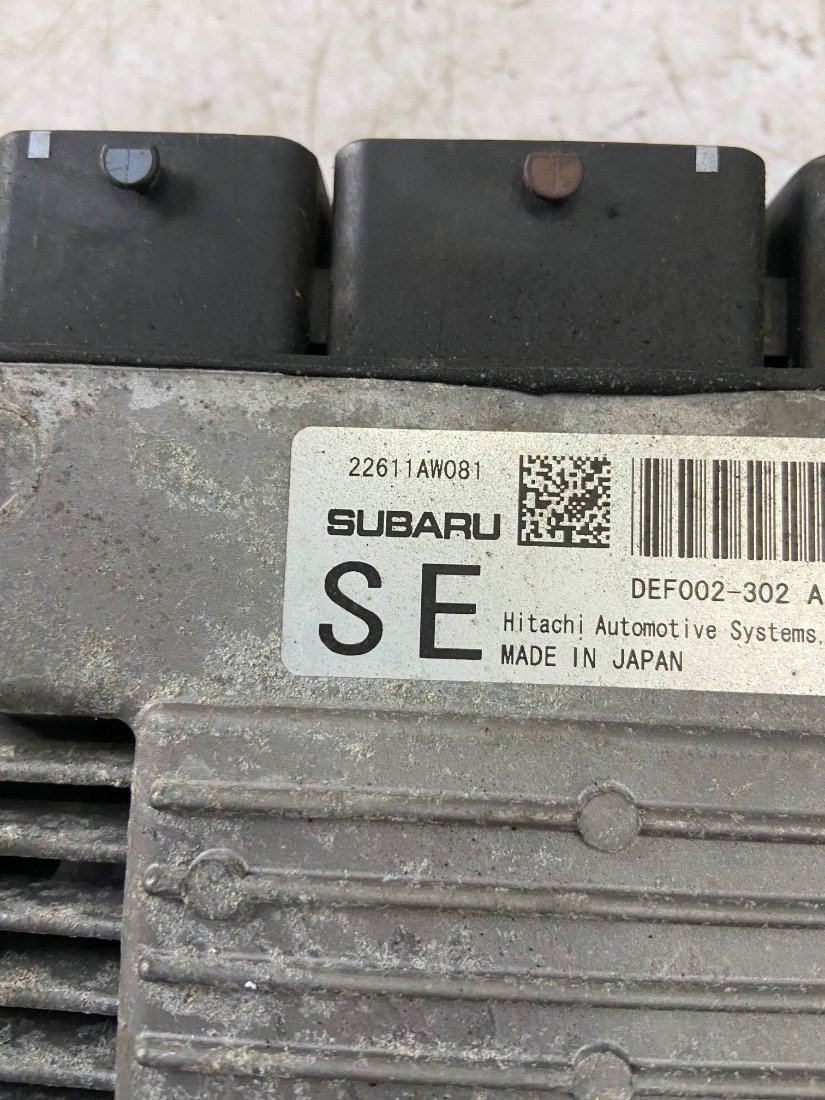 22611AW081
SUBARU
SE
DEF002-302 A
Hitachi Automotive Systems,
MADE IN JAPAN